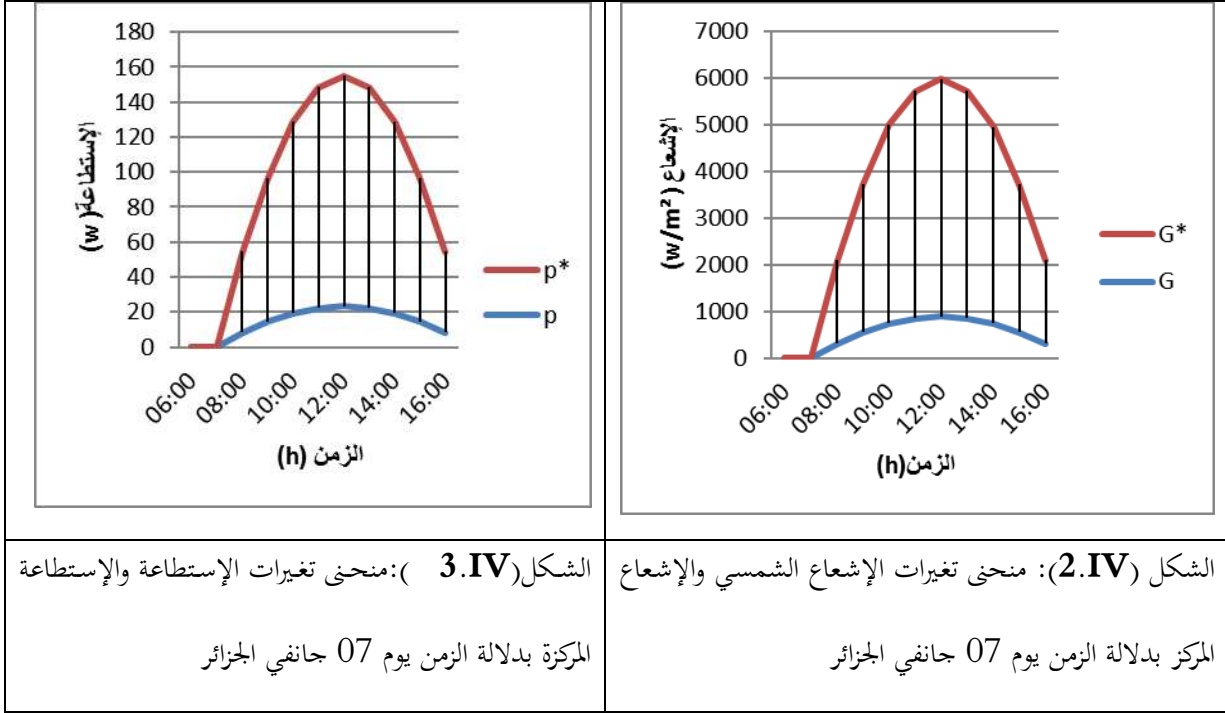 180
160
140
120
100
80
60
40
20
0
الإستطاعة( w)
p*
p
06:00 08:00 10:00 12:00 14:00 16:00
الزمن (h)
7000
6000
5000
4000
3000
2000
1000
0
الإشعاع ( w/m²)
G*
G
06:00 08:00 10:00 12:00 14:00 16:00
الزمن(h)
الشكل (2.IV): منحنى تغيرات الإشعاع الشمسي والإشعاع
المركز بدلالة الزمن يوم 07 جانفي الجزائر
الشكل(3.IV ):منحنى تغيرات الإستطاعة والإستطاعة
المركزة بدلالة الزمن يوم 07 جانفي الجزائر